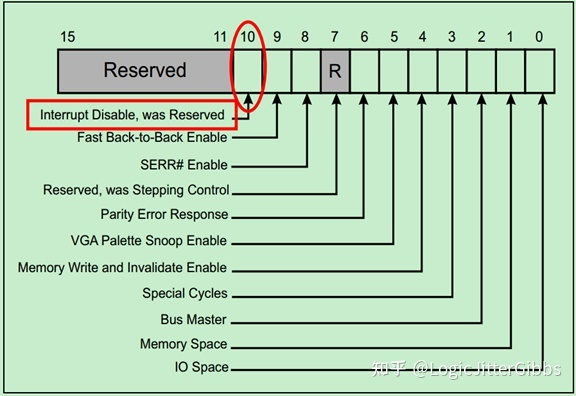 15 11 10 9 8 7 6 5 4 3 2 1 0
Reserved R
Interrupt Disable, was Reserved
Fast Back-to-Back Enable
SERR# Enable
Reserved, was Stepping Control
Parity Error Response
VGA Palette Snoop Enable
Memory Write and Invalidate Enable
Special Cycles
Bus Master
Memory Space
IO Space
知乎 @LogicJitterGibbs